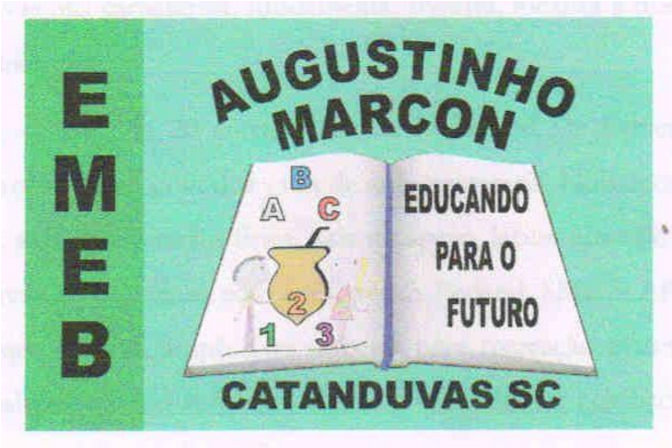 EMEB
AUGUSTINHO
MARCON
B
A C
2
1 3
EDUCANDO
PARA O
FUTURO
CATANDUVAS SC